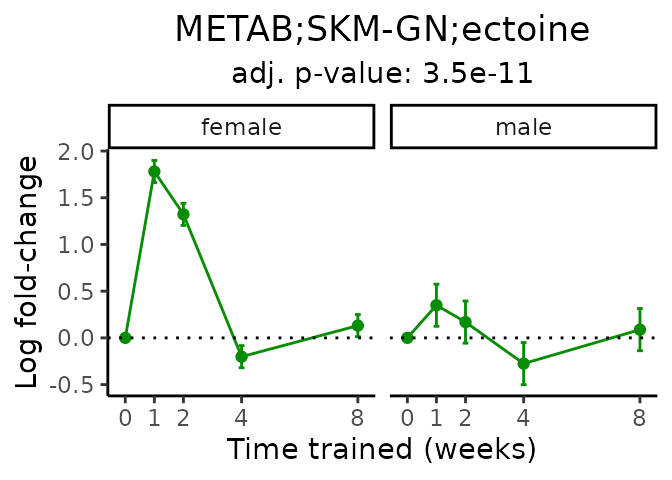 METAB;SKM-GN;ectoine
adj. p-value: 3.5e-11
female
male
Log fold-change
2.0
1.5
1.0
0.5
0.0
-0.5
0 1 2 4 8
0 1 2 4 8
Time trained (weeks)